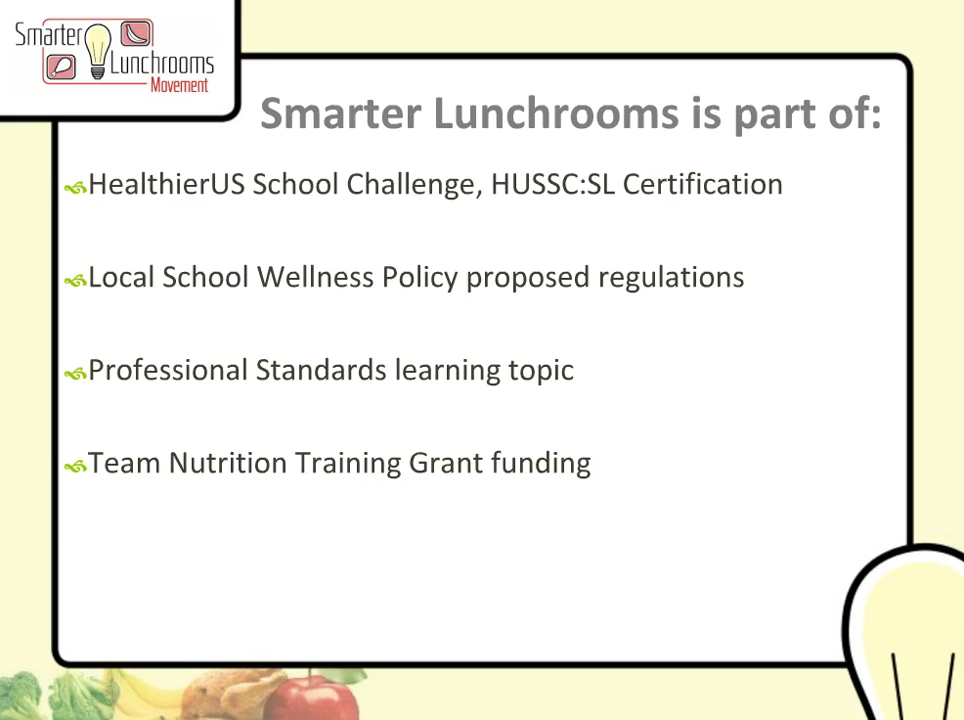 Smarter
Lunchrooms
Movement
Smarter Lunchrooms is part of:
HealthierUS School Challenge, HUSSC:SL Certification
Local School Wellness Policy proposed regulations
Professional Standards learning topic
Team Nutrition Training Grant funding